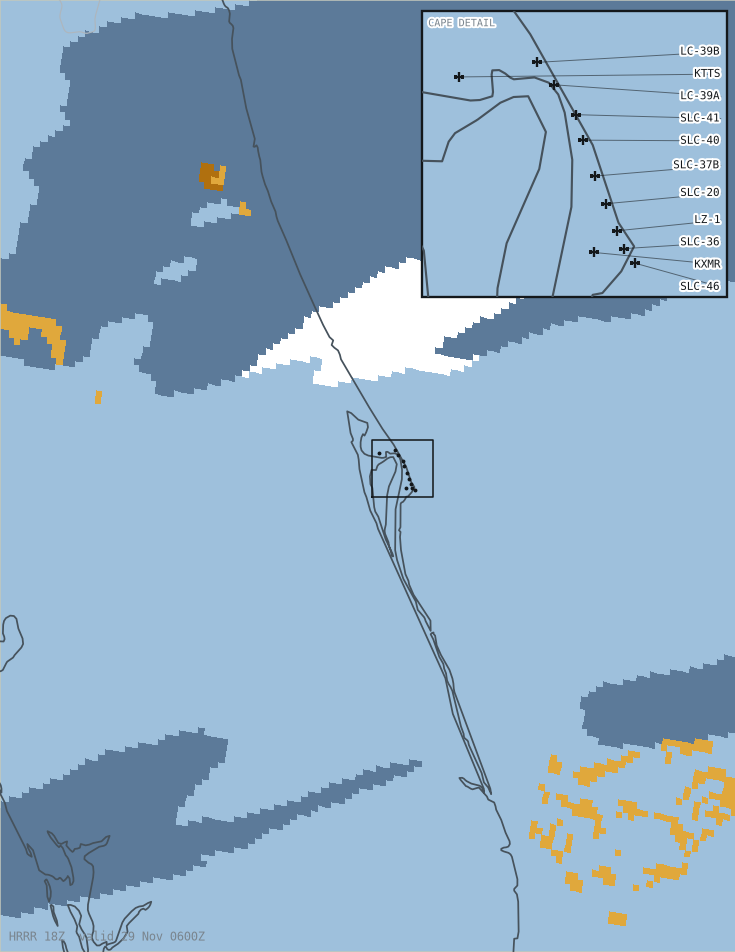 CAPE DETAIL
LC-39B
KTTS
LC-39A
SLC-41
SLC-40
SLC-37B
SLC-20
LZ-1
SLC-36
KXMR
SLC-46
HRRR 18Z valid 29 Nov 0600Z